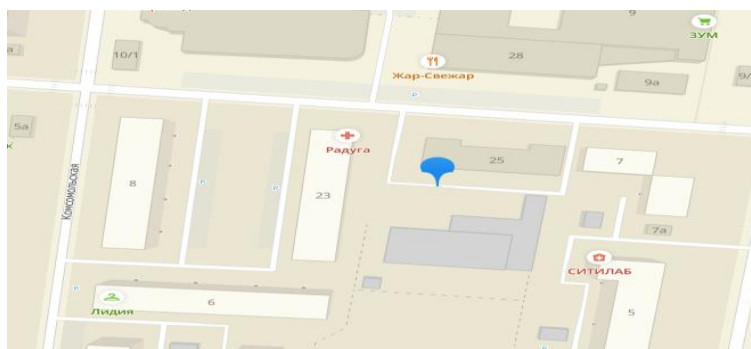 9
ЗУМ
10/1
28
Жар-Свежар
9а
9/
P
5а
Радуга
25
7
Комсомольская
8
P
P
23
7а
СИТИЛАБ
P
6
Лидия
5